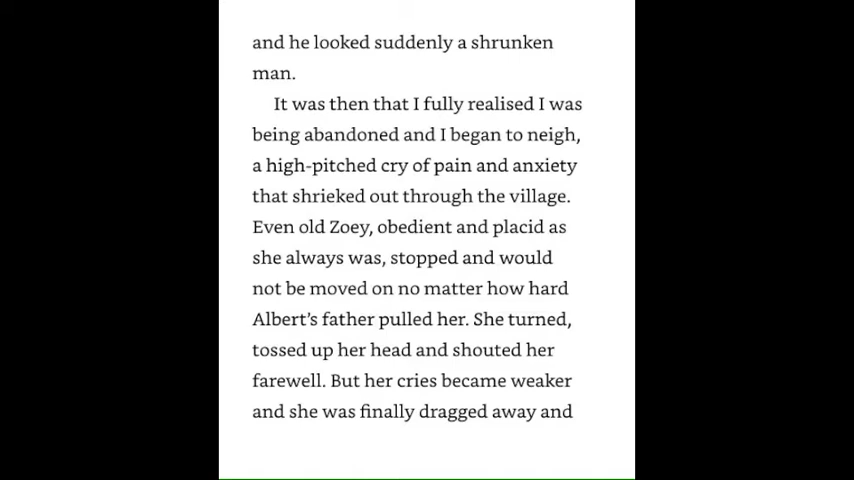 and he looked suddenly a shrunken
man.
It was then that I fully realised I was
being abandoned and I began to neigh,
a high-pitched cry of pain and anxiety
that shrieked out through the village.
Even old Zoey, obedient and placid as
she always was, stopped and would
not be moved on no matter how hard
Albert’s father pulled her. She turned,
tossed up her head and shouted her
farewell. But her cries became weaker
and she was finally dragged away and